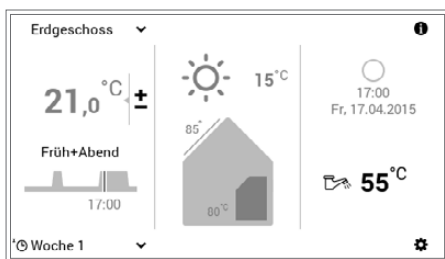 Erdgeschoss
21,0°C ±
Früh+Abend
17:00
Woche 1
15°C
85°
80°C
17:00
Fr, 17.04.2015
55°C